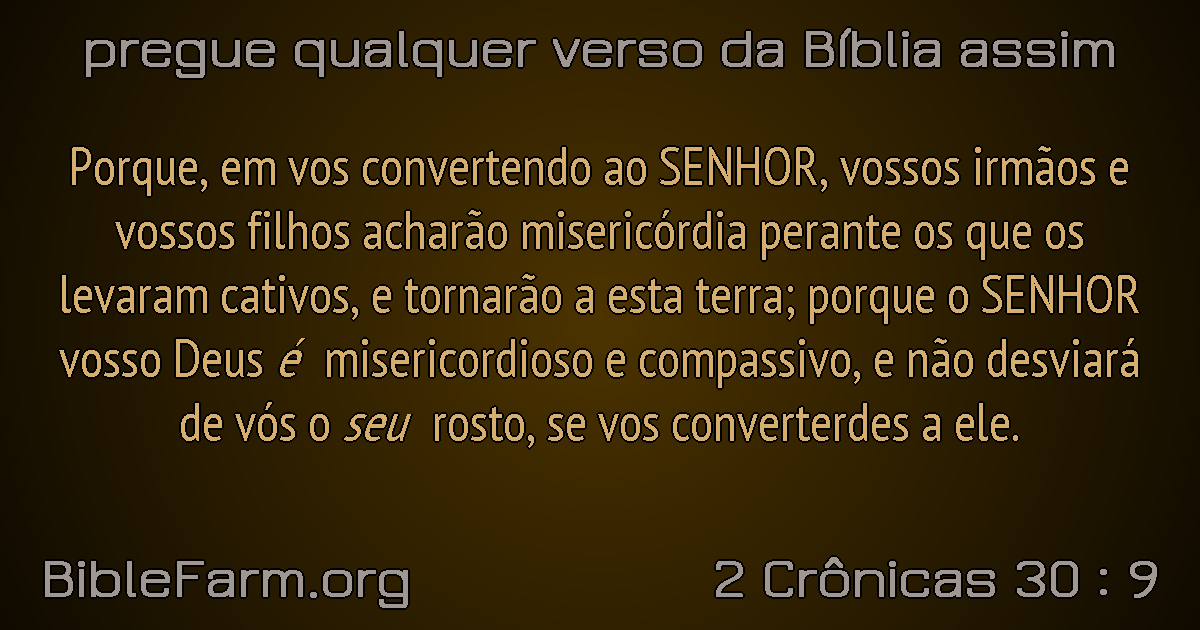 pregue qualquer verso da Bíblia assim
Porque, em vos convertendo ao SENHOR, vossos irmãos e
vossos filhos acharão misericórdia perante os que os
levaram cativos, e tornarão a esta terra; porque o SENHOR
vosso Deus é misericordioso e compassivo, e não desviará
de vós o seu rosto, se vos converterdes a ele.
BibleFarm.org
2 Crônicas 30 : 9